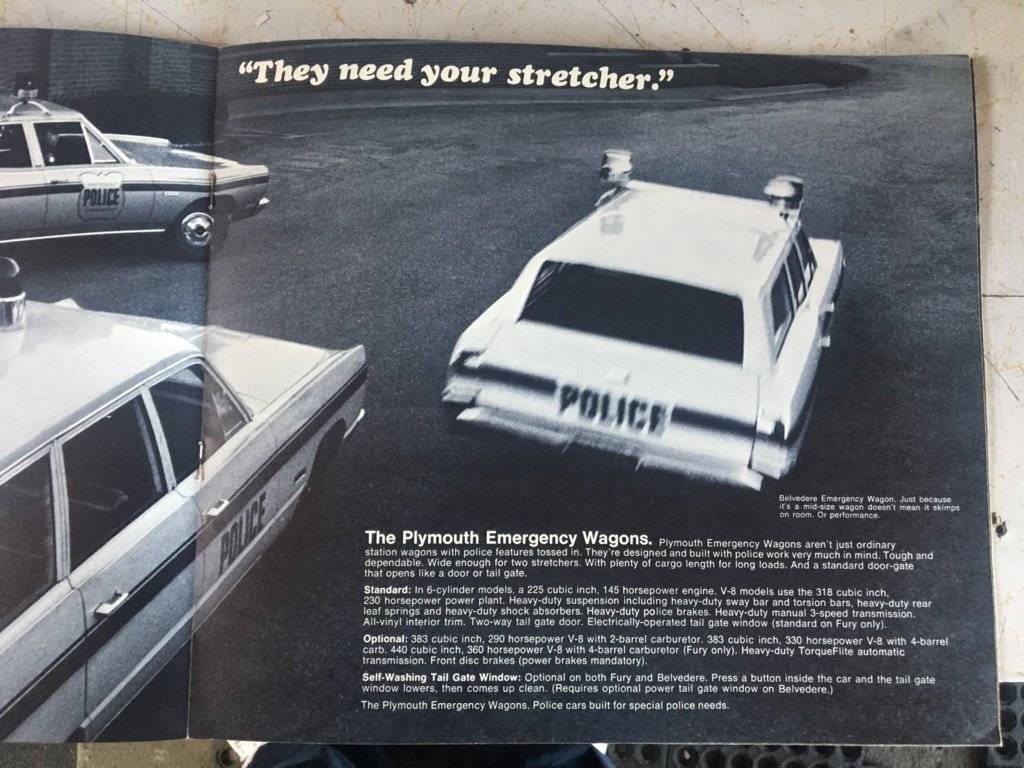 “They need your stretcher.”
POLICE
POLICE
POLICE
Belvedere Emergency Wagon. Just because
it's a mid-size wagon doesn't mean it skimps
on room. Or performance.
The Plymouth Emergency Wagons. Plymouth Emergency Wagons aren't just ordinary
station wagons with police features tossed in. They're designed and built with police work very much in mind. Tough and
dependable. Wide enough for two stretchers. With plenty of cargo length for long loads. And a standard door-gate
that opens like a door or tail gate.
Standard: In 6-cylinder models, a 225 cubic inch, 145 horsepower engine. V-8 models use the 318 cubic inch,
230 horsepower power plant. Heavy-duty suspension including heavy-duty sway bar and torsion bars, heavy-duty rear
leaf springs and heavy-duty shock absorbers. Heavy-duty police brakes. Heavy-duty manual 3-speed transmission.
All-vinyl interior trim. Two-way tail gate door. Electrically-operated tail gate window (standard on Fury only).
Optional: 383 cubic inch, 290 horsepower V-8 with 2-barrel carburetor. 383 cubic inch, 330 horsepower V-8 with 4-barrel
carb. 440 cubic inch, 360 horsepower V-8 with 4-barrel carburetor (Fury only). Heavy-duty TorqueFlite automatic
transmission. Front disc brakes (power brakes mandatory).
Self-Washing Tail Gate Window: Optional on both Fury and Belvedere. Press a button inside the car and the tail gate
window lowers, then comes up clean. (Requires optional power tail gate window on Belvedere.)
The Plymouth Emergency Wagons. Police cars built for special police needs.